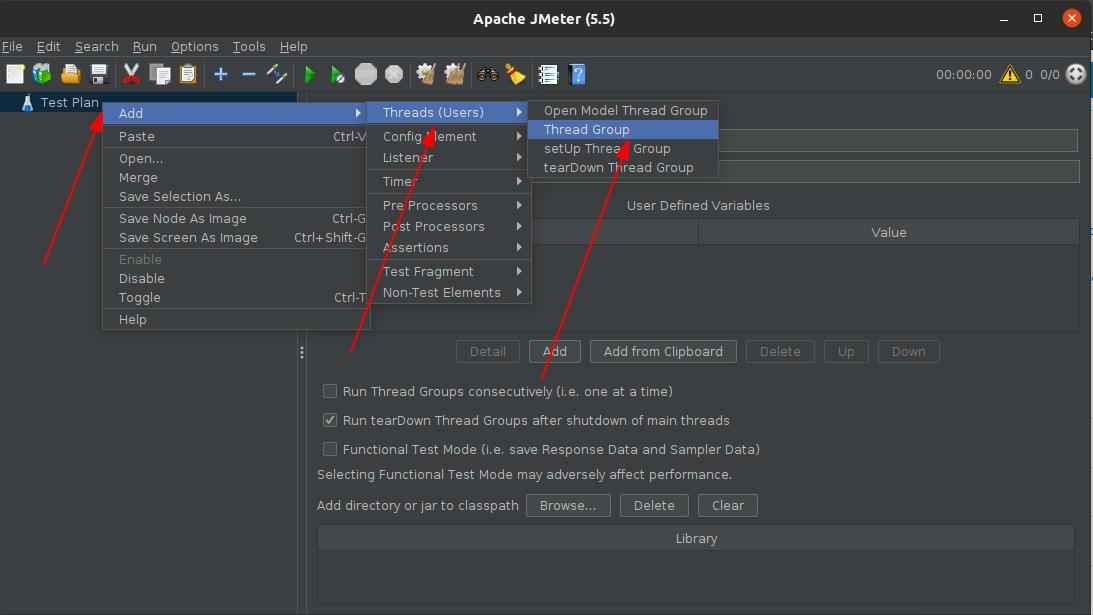 Apache JMeter (5.5)
File Edit Search Run Options Tools Help
STOP
00:00:00 0 0/0
Test Plan
Add
Paste Ctrl-V
Open...
Merge
Save Selection As...
Save Node As Image Ctrl-G
Save Screen As Image Ctrl+Shift-G
Enable
Disable
Toggle Ctrl-T
Help
Threads (Users)
Config Element
Listener
Timer
Pre Processors
Post Processors
Assertions
Test Fragment
Non-Test Elements
Open Model Thread Group
Thread Group
setUp Thread Group
tearDown Thread Group
User Defined Variables
Value
Detail Add Add from Clipboard Delete Up Down
Run Thread Groups consecutively (i.e. one at a time)
Run tearDown Thread Groups after shutdown of main threads
Functional Test Mode (i.e. save Response Data and Sampler Data)
Selecting Functional Test Mode may adversely affect performance.
Add directory or jar to classpath Browse... Delete Clear
Library